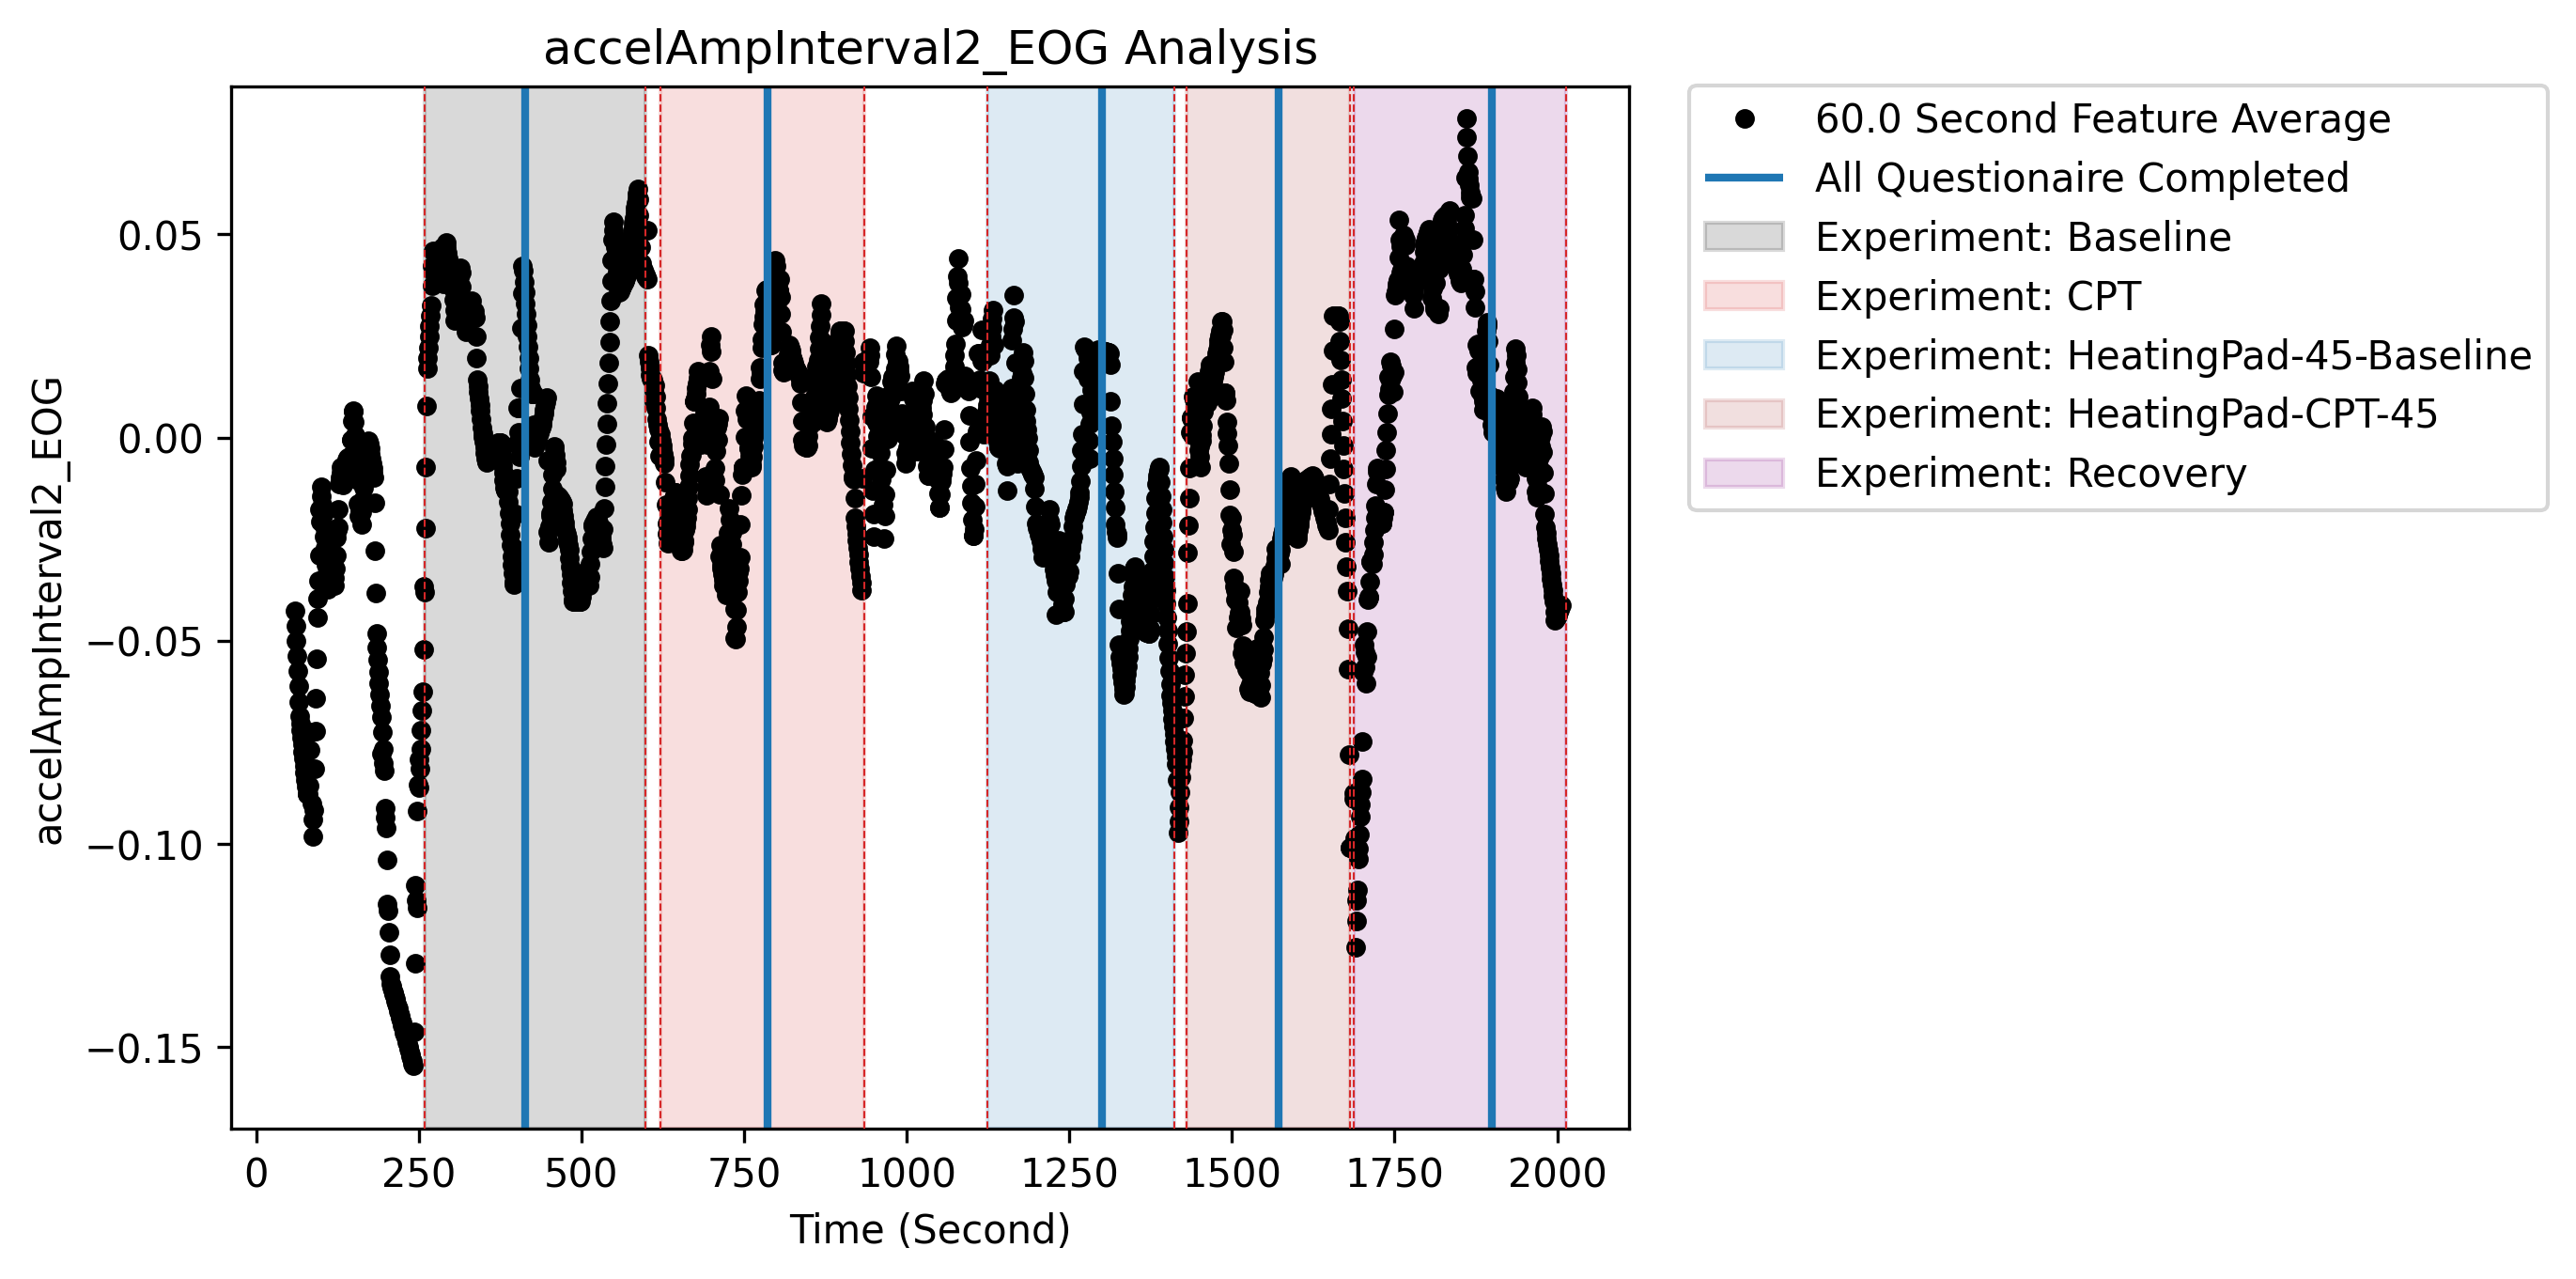 accelAmpInterval2_EOG Analysis
accelAmpInterval2_EOG
0.05
0.00
−0.05
−0.10
−0.15
0 250 500 750 1000 1250 1500 1750 2000
Time (Second)
60.0 Second Feature Average
All Questionaire Completed
Experiment: Baseline
Experiment: CPT
Experiment: HeatingPad-45-Baseline
Experiment: HeatingPad-CPT-45
Experiment: Recovery